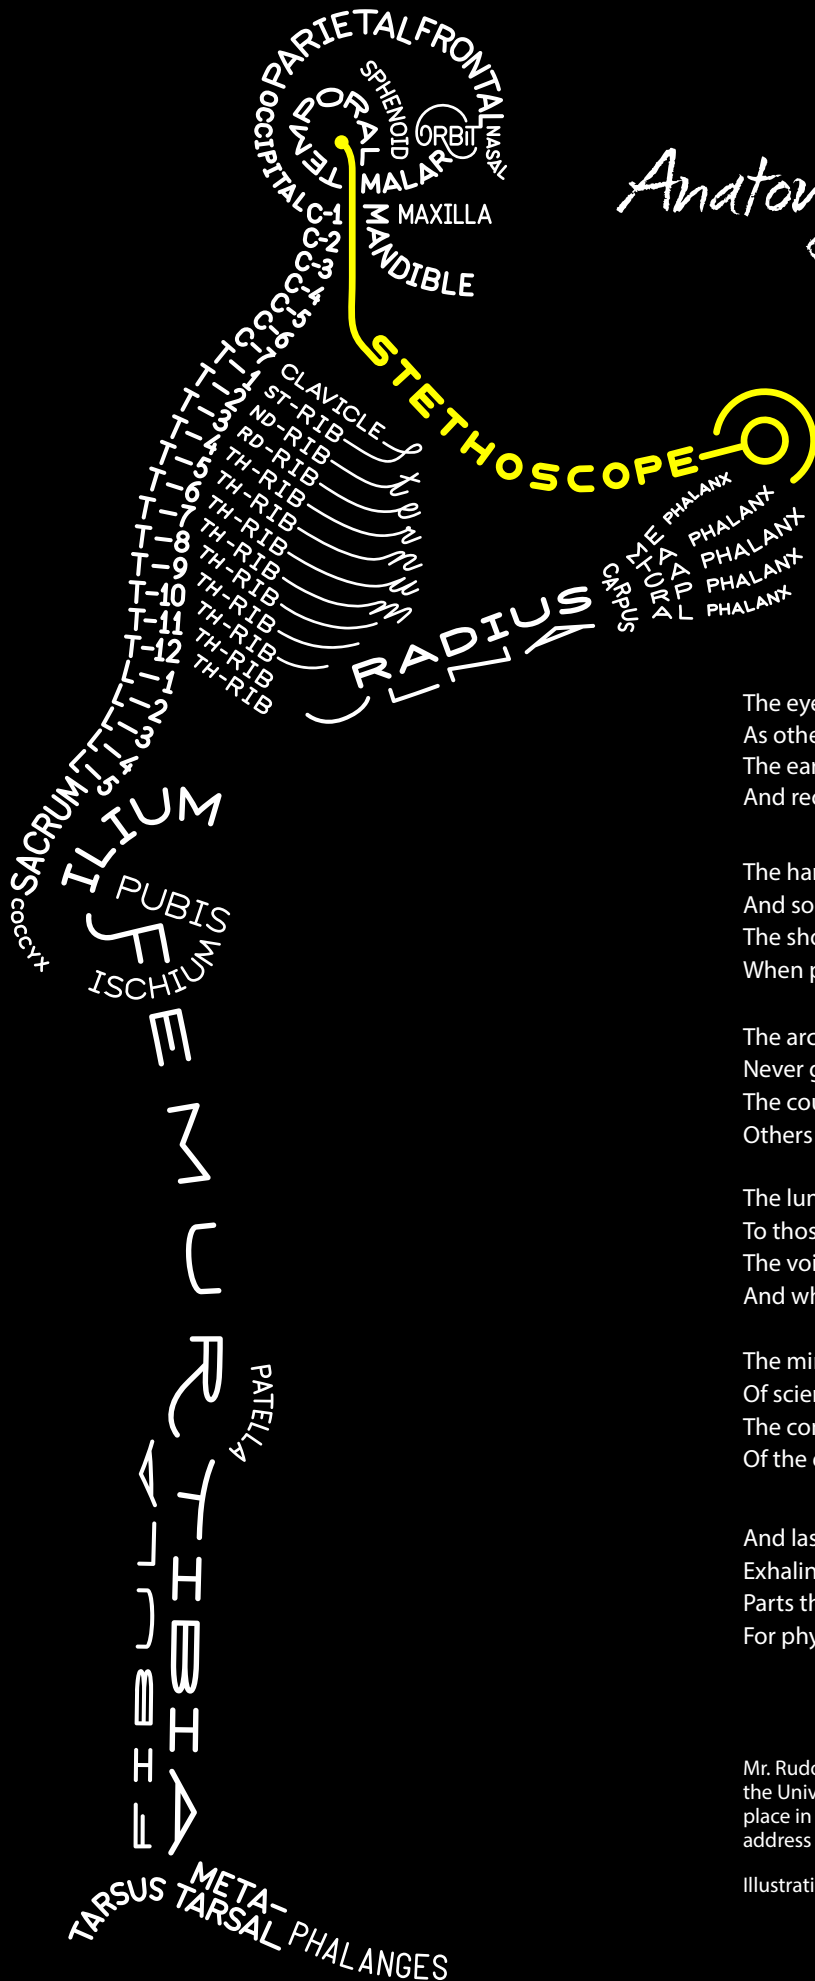 PARIETAL
FRONTAL
OCCIPITAL
TEMPORAL
SPHENOID
ORBIT
NASAL
MALAR
MAXILLA
MANDIBLE
C-1
C-2
C-3
C-4
C-5
C-6
C-7
T-1
T-2
T-3
T-4
T-5
T-6
T-7
T-8
T-9
T-10
T-11
T-12
L-1
L-2
L-3
L-4
L-5
SACRUM
COCCYX
STETHOSCOPE
CLAVICLE
ST-RIB
ND-RIB
RD-RIB
TH-RIB
TH-RIB
TH-RIB
TH-RIB
TH-RIB
TH-RIB
TH-RIB
TH-RIB
TH-RIB
sternum
RADIUS
ULNA
CARPUS
METACARPAL
PHALANX
PHALANX
PHALANX
PHALANX
PHALANX
ILIUM
PUBIS
ISCHIUM
FEMUR
PATELLA
TIBIA
FIBULA
TARSUS
META-
TARSAL
PHALANGES
The eye
As othe
The ear
And rec
The har
And so
The sho
When p
The arc
Never g
The cou
Others
The lun
To thos
The voi
And wh
The min
Of scien
The cor
Of the
And las
Exhalin
Parts th
For phy
Mr. Rudo
the Univ
place in
address
Illustrati